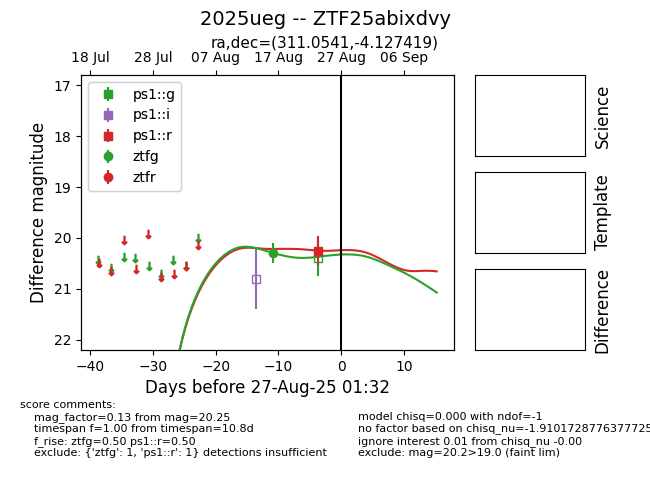 2025ueg -- ZTF25abixdvy
ra,dec=(311.0541,-4.127419)
18 Jul 28 Jul 07 Aug 17 Aug 27 Aug 06 Sep
17
18
19
20
21
22
Difference magnitude
ps1::g
ps1::i
ps1::r
ztfg
ztfr
Science
Template
Difference
−40 −30 −20 −10 0 10
Days before 27-Aug-25 01:32
score comments:
mag_factor=0.13 from mag=20.25
timespan f=1.00 from timespan=10.8d
f_rise: ztfg=0.50 ps1::r=0.50
exclude: {'ztfg': 1, 'ps1::r': 1} detections insufficient
model chisq=0.000 with ndof=-1
no factor based on chisq_nu=-1.9101728776377725
ignore interest 0.01 from chisq_nu -0.00
exclude: mag=20.2>19.0 (faint lim)